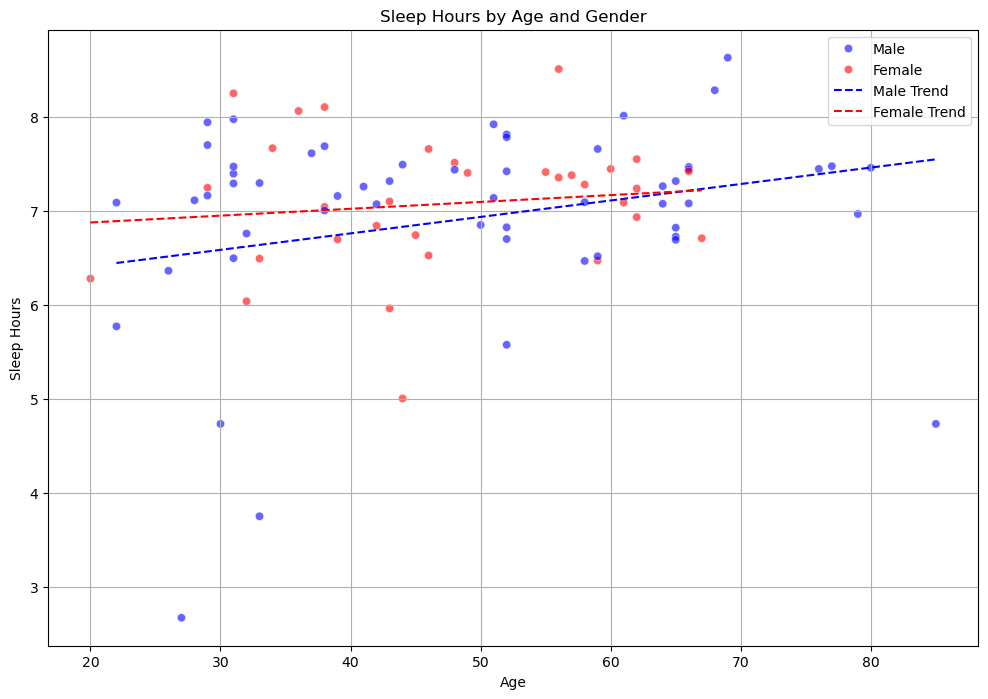 Sleep Hours by Age and Gender
Male
Female
Male Trend
Female Trend
8
7
6
5
4
3
Sleep Hours
20 30 40 50 60 70 80
Age